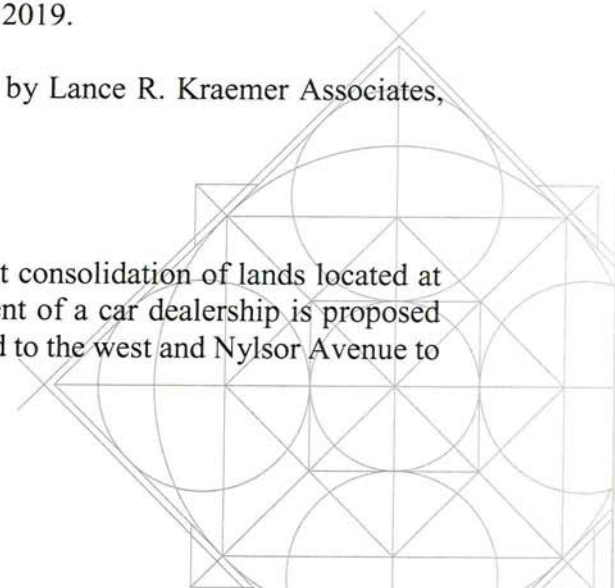 2019.
by Lance R. Kraemer Associates,
t consolidation of lands located at
ent of a car dealership is proposed
d to the west and Nylsor Avenue to